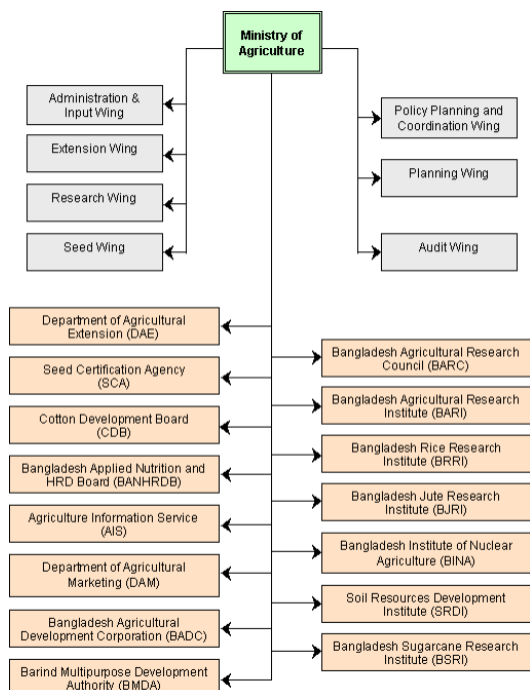 Ministry of
Agriculture
Administration &
Input Wing
Extension Wing
Research Wing
Seed Wing
Policy Planning and
Coordination Wing
Planning Wing
Audit Wing
Department of Agricultural
Extension (DAE)
Seed Certification Agency
(SCA)
Cotton Development Board
(CDB)
Bangladesh Applied Nutrition and
HRD Board (BANHRDB)
Agriculture Information Service
(AIS)
Department of Agricultural
Marketing (DAM)
Bangladesh Agricultural
Development Corporation (BADC)
Barind Multipurpose Development
Authority (BMDA)
Bangladesh Agricultural Research
Council (BARC)
Bangladesh Agricultural Research
Institute (BARI)
Bangladesh Rice Research
Institute (BRRI)
Bangladesh Jute Research
Institute (BJRI)
Bangladesh Institute of Nuclear
Agriculture (BINA)
Soil Resources Development
Institute (SRDI)
Bangladesh Sugarcane Research
Institute (BSRI)